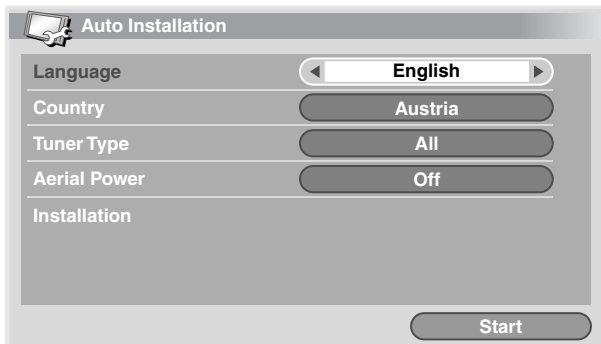 Auto Installation
Language English
Country Austria
Tuner Type All
Aerial Power Off
Installation
Start